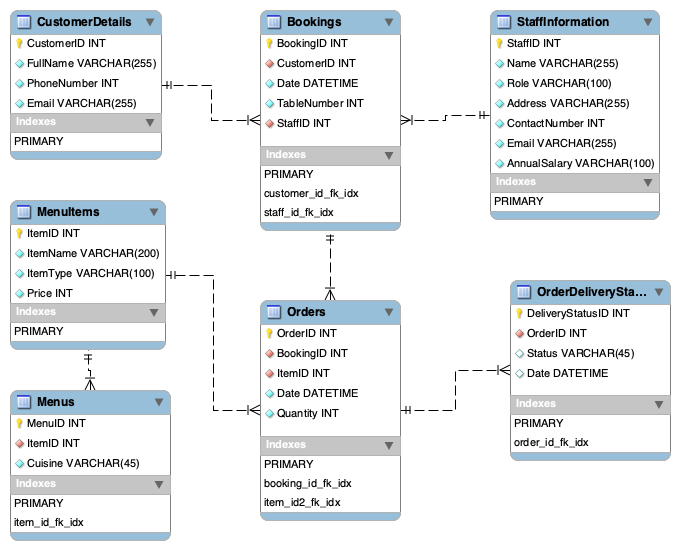 CustomerDetails
CustomerID INT
FullName VARCHAR(255)
PhoneNumber INT
Email VARCHAR(255)
Indexes
PRIMARY
Bookings
BookingID INT
CustomerID INT
Date DATETIME
TableNumber INT
StaffID INT
Indexes
PRIMARY
customer_id_fk_idx
staff_id_fk_idx
StaffInformation
StaffID INT
Name VARCHAR(255)
Role VARCHAR(100)
Address VARCHAR(255)
ContactNumber INT
Email VARCHAR(255)
AnnualSalary VARCHAR(100)
Indexes
PRIMARY
MenuItems
ItemID INT
ItemName VARCHAR(200)
ItemType VARCHAR(100)
Price INT
Indexes
PRIMARY
Orders
OrderID INT
BookingID INT
ItemID INT
Date DATETIME
Quantity INT
Indexes
PRIMARY
booking_id_fk_idx
item_id2_fk_idx
OrderDeliverySta...
DeliveryStatusID INT
OrderID INT
Status VARCHAR(45)
Date DATETIME
Indexes
PRIMARY
order_id_fk_idx
Menus
MenuID INT
ItemID INT
Cuisine VARCHAR(45)
Indexes
PRIMARY
item_id_fk_idx